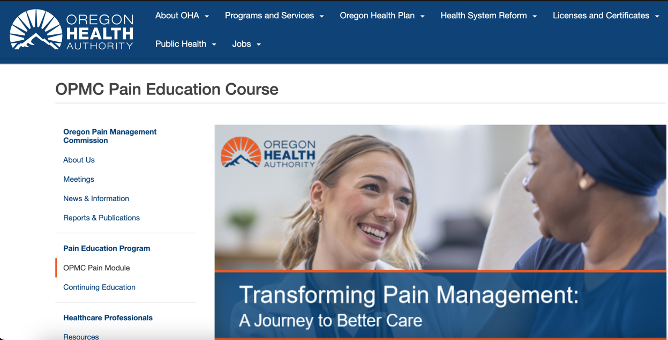 OREGON
HEALTH
AUTHORITY
About OHA
Programs and Services
Oregon Health Plan
Health System Reform
Licenses and Certificates
Public Health
Jobs
OPMC Pain Education Course
Oregon Pain Management
Commission
About Us
Meetings
News & Information
Reports & Publications
Pain Education Program
OPMC Pain Module
Continuing Education
Healthcare Professionals
Resources
OREGON
HEALTH
AUTHORITY
Transforming Pain Management:
A Journey to Better Care